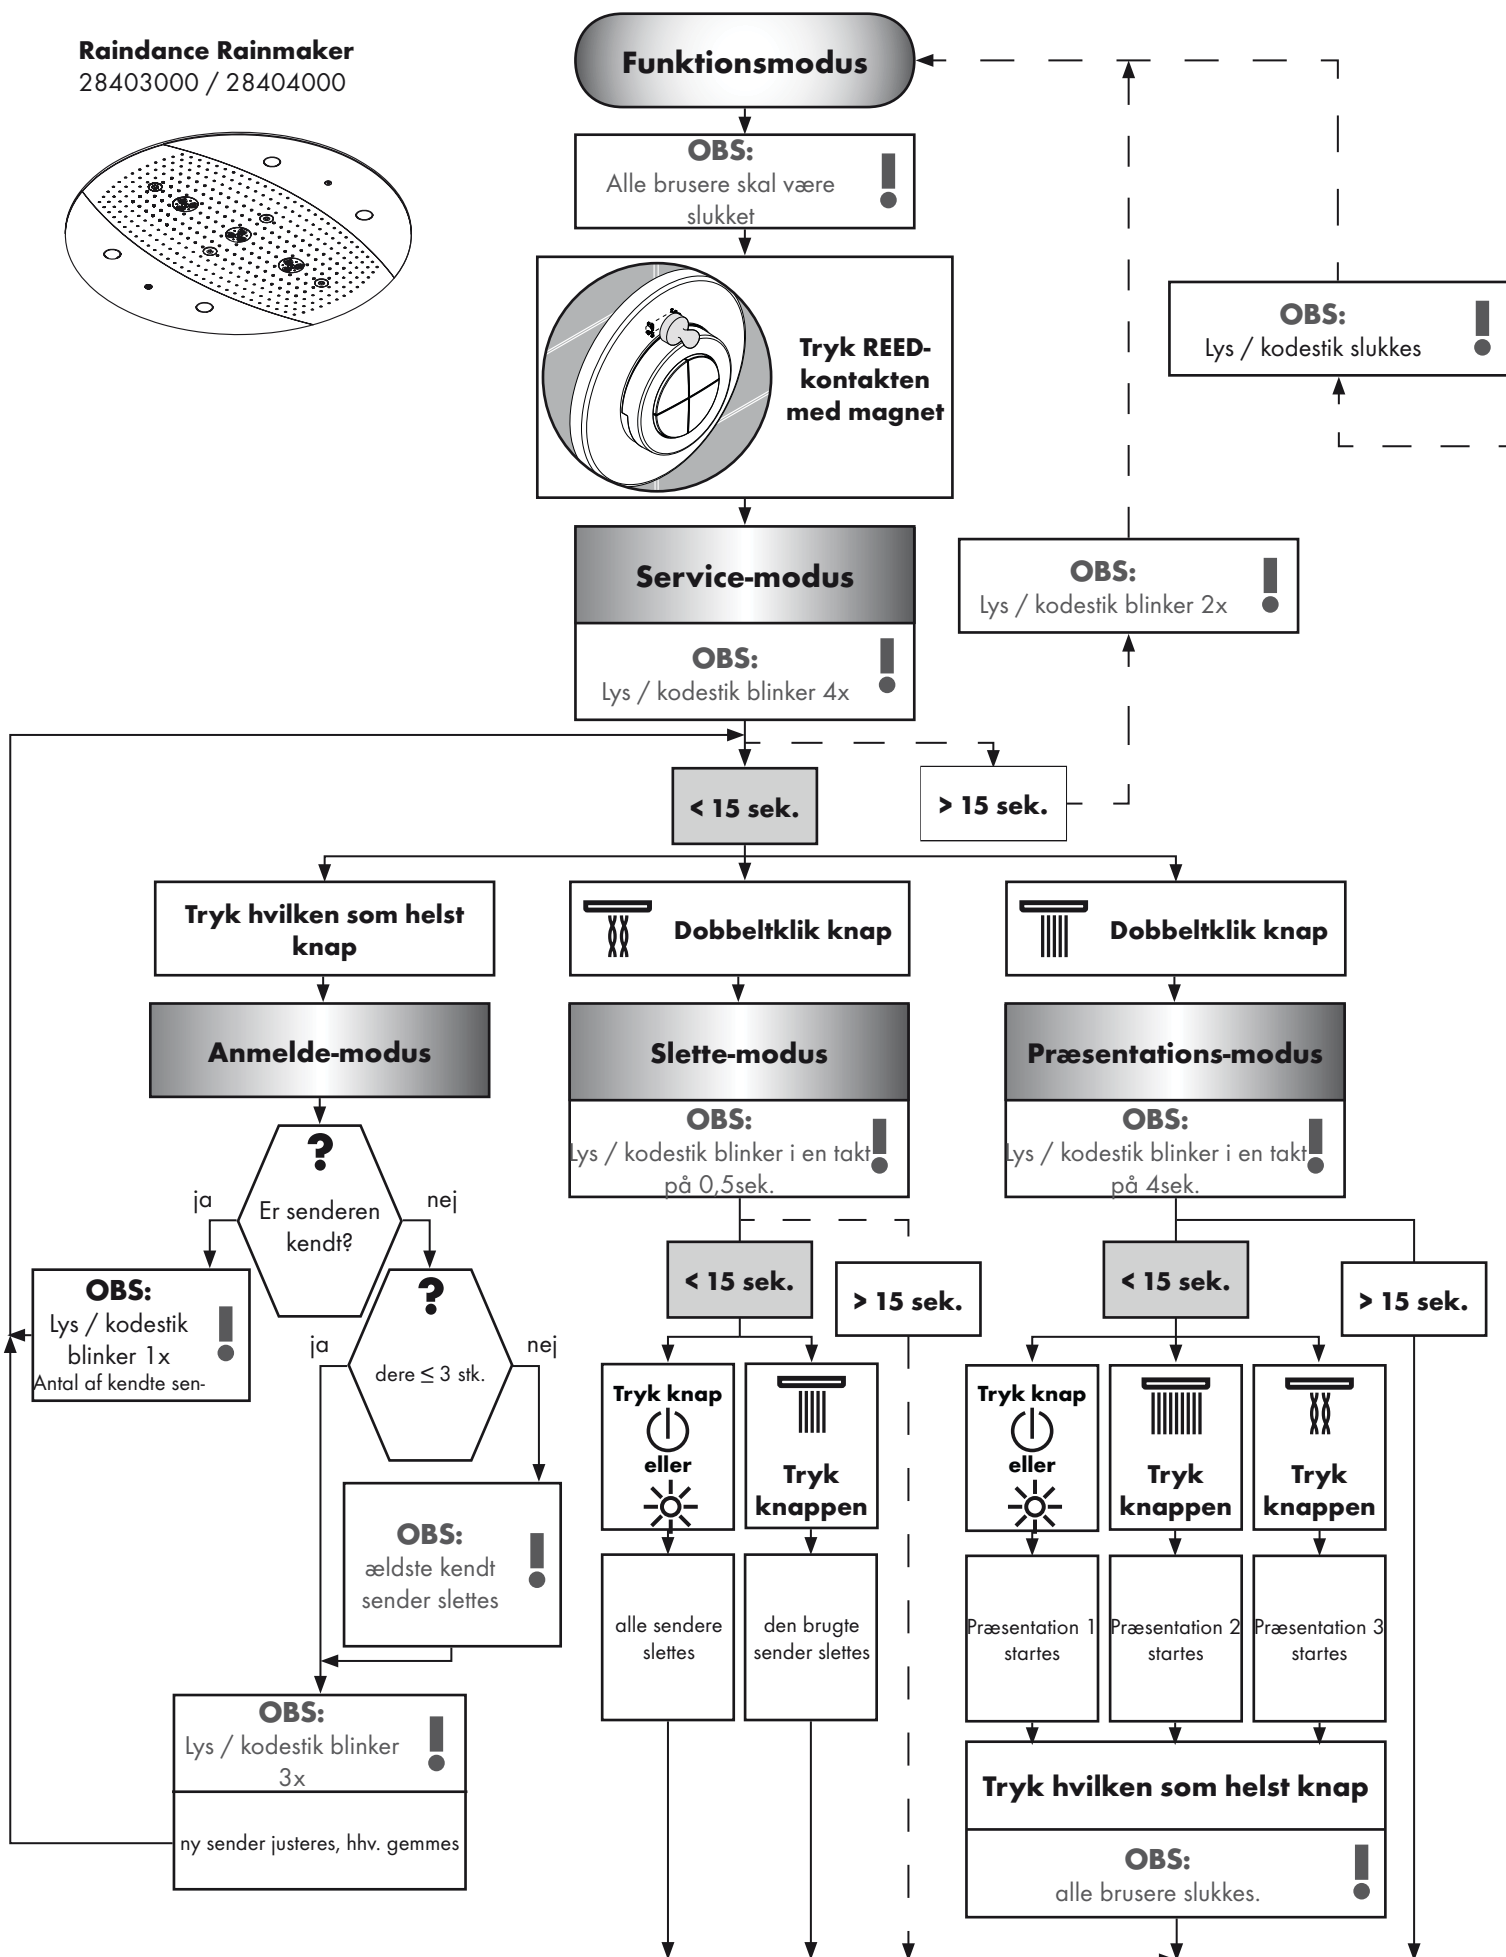 Raindance Rainmaker
28403000 / 28404000
Funktionsmodus
OBS:
Alle brusere skal være
slukket
Tryk REED-
kontakten
med magnet
OBS:
Lys / kodestik slukkes
Service-modus
OBS:
Lys / kodestik blinker 4x
OBS:
Lys / kodestik blinker 2x
< 15 sek.
> 15 sek.
Tryk hvilken som helst
knap
Dobbeltklik knap
Dobbeltklik knap
Anmelde-modus
Slette-modus
OBS:
Lys / kodestik blinker i en takt
på 0,5sek.
Præsentations-modus
OBS:
Lys / kodestik blinker i en takt
på 4sek.
?
Er senderen
kendt?
ja
nej
OBS:
Lys / kodestik
blinker 1x
Antal af kendte sen-
?
dere ≤ 3 stk.
ja
nej
OBS:
ældste kendt
sender slettes
OBS:
Lys / kodestik blinker
3x
ny sender justeres, hhv. gemmes
< 15 sek.
> 15 sek.
Tryk knap
eller
Tryk
knappen
alle sendere
slettes
den brugte
sender slettes
< 15 sek.
> 15 sek.
Tryk knap
eller
Tryk
knappen
Tryk
knappen
Præsentation 1
startes
Præsentation 2
startes
Præsentation 3
startes
Tryk hvilken som helst knap
OBS:
alle brusere slukkes.